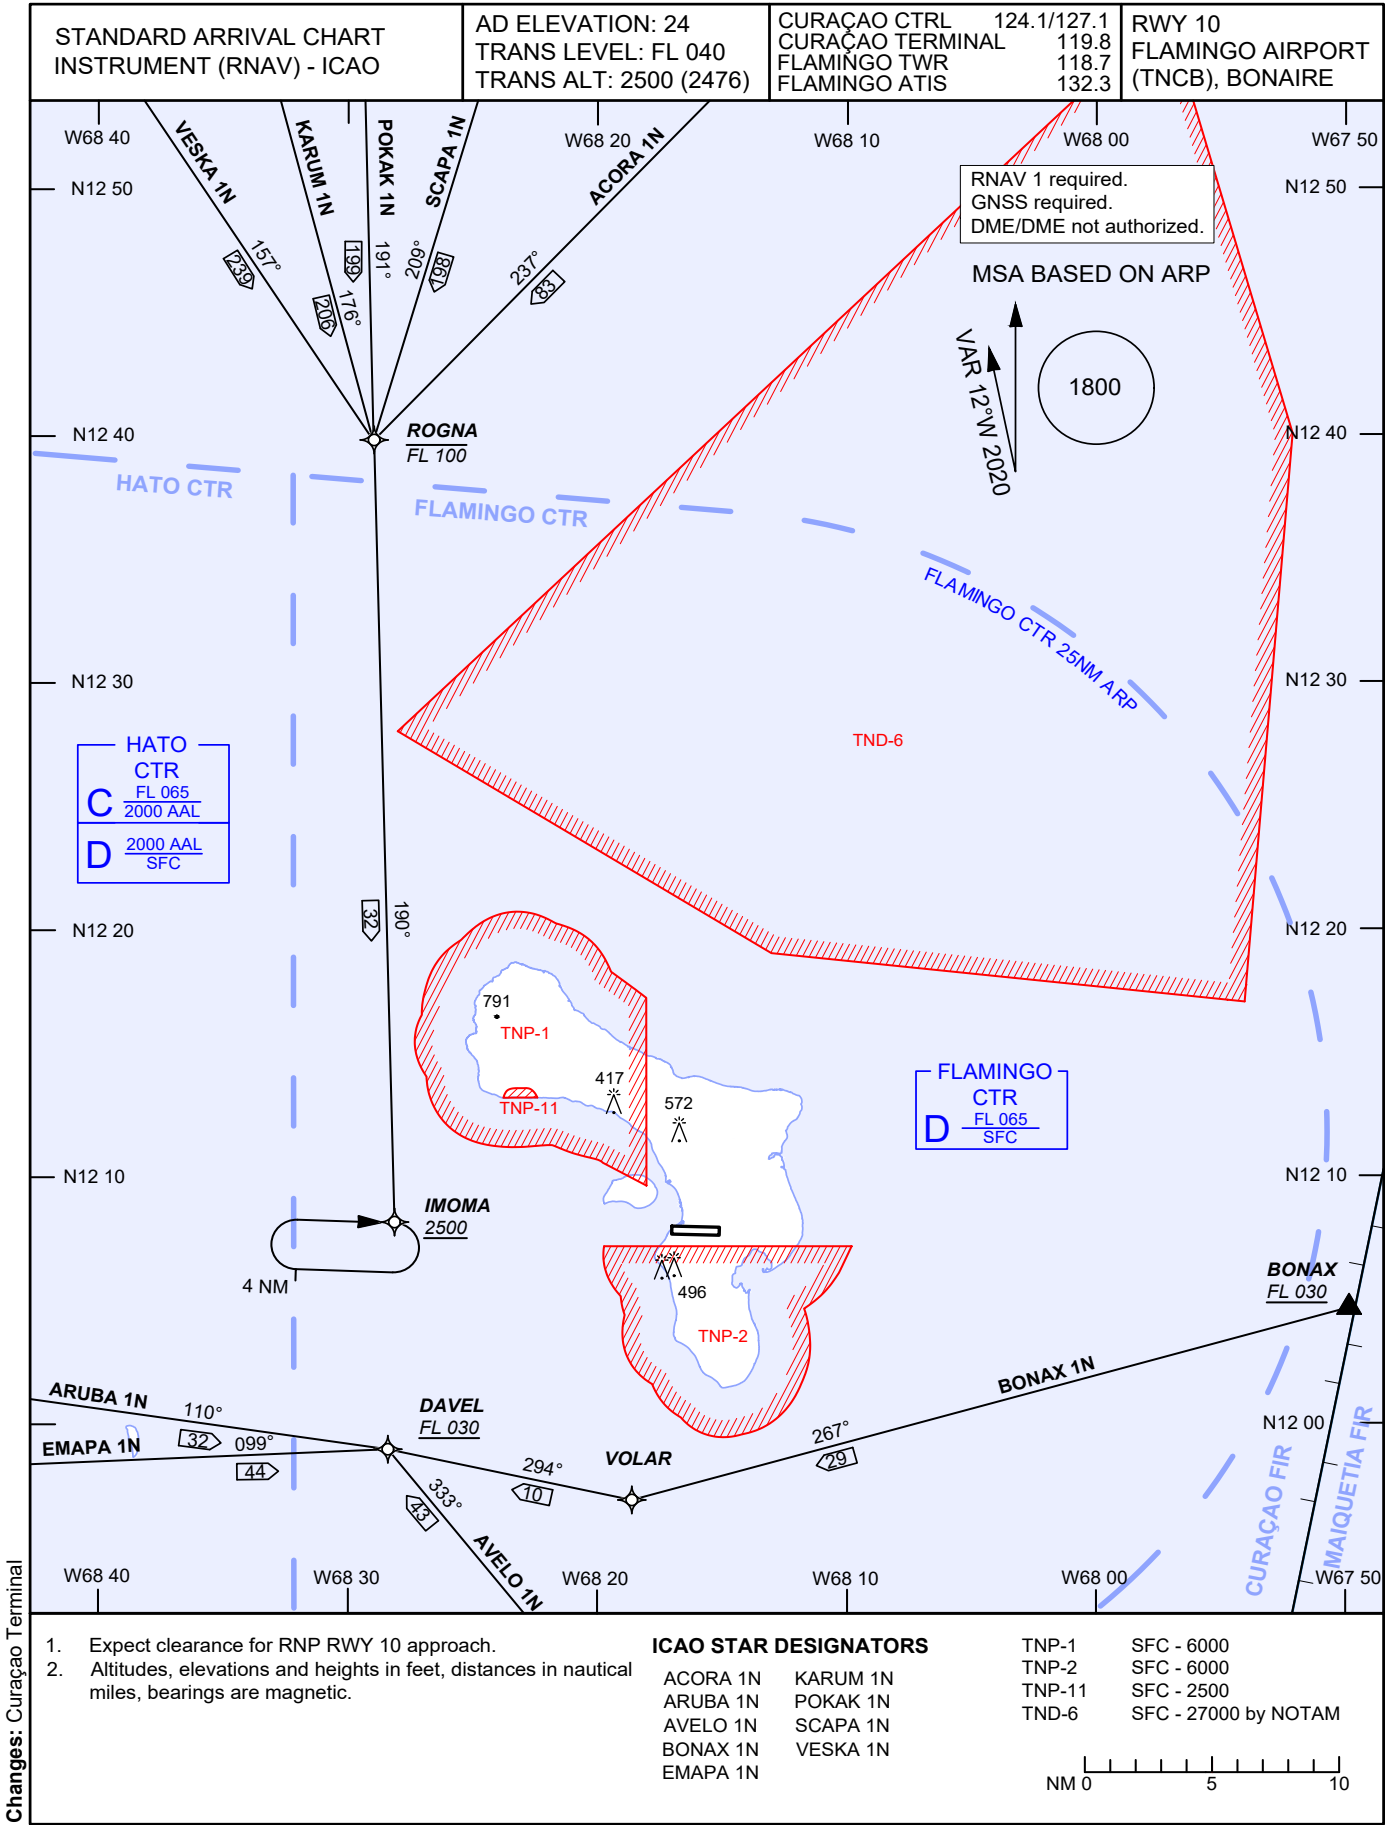 STANDARD ARRIVAL CHART
INSTRUMENT (RNAV) - ICAO
AD ELEVATION: 24
TRANS LEVEL: FL 040
TRANS ALT: 2500 (2476)
CURAÇAO CTRL 124.1/127.1
CURAÇAO TERMINAL 119.8
FLAMINGO TWR 118.7
FLAMINGO ATIS 132.3
RWY 10
FLAMINGO AIRPORT
(TNCB), BONAIRE
W68 40
W68 20
W68 10
W68 00
W67 50
VESKA 1N
KARUM 1N
POKAK 1N
SCAPA 1N
ACORA 1N
N12 50
N12 50
RNAV 1 required.
GNSS required.
DME/DME not authorized.
157°
239
176°
206
199
191°
209°
198
237°
83
MSA BASED ON ARP
VAR 12°W 2020
1800
N12 40
ROGNA
FL 100
N12 40
HATO CTR
FLAMINGO CTR
FLAMINGO CTR 25NM ARP
N12 30
N12 30
HATO
CTR
C FL 065
2000 AAL
D 2000 AAL
SFC
TND-6
32
190°
N12 20
N12 20
791
TNP-1
417
TNP-11
572
FLAMINGO
CTR
D FL 065
SFC
N12 10
N12 10
IMOMA
2500
4 NM
496
TNP-2
BONAX
FL 030
ARUBA 1N
110°
32
EMAPA 1N
099°
44
DAVEL
FL 030
333°
43
AVELO 1N
294°
10
VOLAR
267°
29
BONAX 1N
N12 00
CURAÇAO FIR
MAIQUETIA FIR
W68 40
W68 30
W68 20
W68 10
W68 00
W67 50
1. Expect clearance for RNP RWY 10 approach.
2. Altitudes, elevations and heights in feet, distances in nautical
miles, bearings are magnetic.
ICAO STAR DESIGNATORS
ACORA 1N KARUM 1N
ARUBA 1N POKAK 1N
AVELO 1N SCAPA 1N
BONAX 1N VESKA 1N
EMAPA 1N
TNP-1 SFC - 6000
TNP-2 SFC - 6000
TNP-11 SFC - 2500
TND-6 SFC - 27000 by NOTAM
NM 0 5 10
Changes: Curaçao Terminal